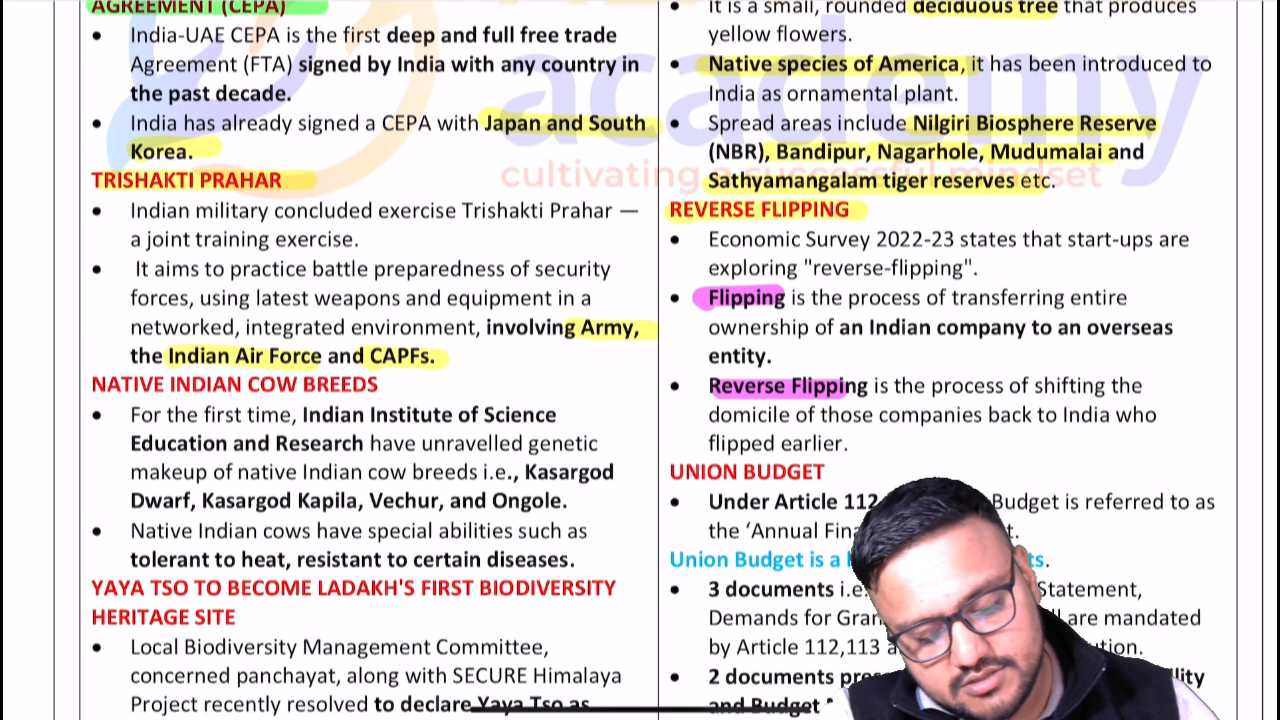 AGREEMENT (CEPA)
• India-UAE CEPA is the first deep and full free trade
Agreement (FTA) signed by India with any country in
the past decade.
• India has already signed a CEPA with Japan and South
Korea.
TRISHAKTI PRAHAR
• Indian military concluded exercise Trishakti Prahar —
a joint training exercise.
• It aims to practice battle preparedness of security
forces, using latest weapons and equipment in a
networked, integrated environment, involving Army,
the Indian Air Force and CAPFs.
NATIVE INDIAN COW BREEDS
• For the first time, Indian Institute of Science
Education and Research have unravelled genetic
makeup of native Indian cow breeds i.e., Kasargod
Dwarf, Kasargod Kapila, Vechur, and Ongole.
• Native Indian cows have special abilities such as
tolerant to heat, resistant to certain diseases.
YAYA TSO TO BECOME LADAKH'S FIRST BIODIVERSITY
HERITAGE SITE
• Local Biodiversity Management Committee,
concerned panchayat, along with SECURE Himalaya
Project recently resolved to declare Yaya Tso as
• It is a small, rounded deciduous tree that produces
yellow flowers.
• Native species of America, it has been introduced to
India as ornamental plant.
• Spread areas include Nilgiri Biosphere Reserve
(NBR), Bandipur, Nagarhole, Mudumalai and
Sathyamangalam tiger reserves etc.
REVERSE FLIPPING
• Economic Survey 2022-23 states that start-ups are
exploring "reverse-flipping".
• Flipping is the process of transferring entire
ownership of an Indian company to an overseas
entity.
• Reverse Flipping is the process of shifting the
domicile of those companies back to India who
flipped earlier.
UNION BUDGET
• Under Article 112 Budget is referred to as
the ‘Annual
Union Budget is a
• 3 documents Statement,
Demands for are mandated
by Article 112,113
• 2 documents
and Budget
academy
cultivating a successful mindset